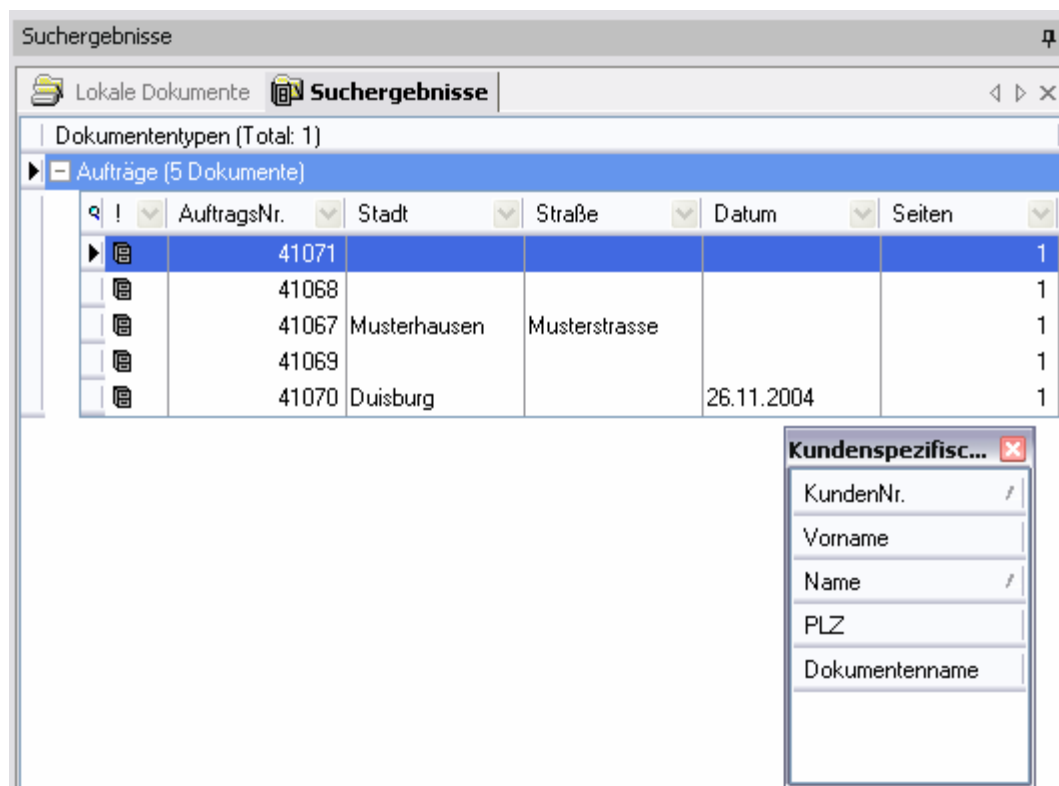 Suchergebnisse
Lokale Dokumente Suchergebnisse
Dokumententypen (Total: 1)
Aufträge (5 Dokumente)
! AuftragsNr. Stadt Straße Datum Seiten
41071 1
41068 1
41067 Musterhausen Musterstrasse 1
41069 1
41070 Duisburg 26.11.2004 1
Kundenspezifisc...
KundenNr.
Vorname
Name
PLZ
Dokumentenname